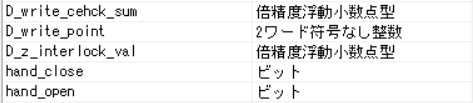 D_write_cehck_sum 倍精度浮動小数点型
D_write_point 2ワード符号なし整数
D_z_interlock_val 倍精度浮動小数点型
hand_close ビット
hand_open ビット